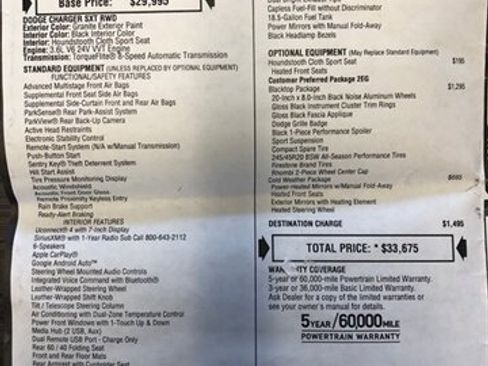 Base Price: $29,995
DODGE CHARGER SXT RWD
Exterior Color: Granite Exterior Paint
Interior Color: Black Interior Color
Interior: Houndstooth Cloth Sport Seat
Engine: 3.6L V6 24V VVT Engine
Transmission: TorqueFlite® 8-Speed Automatic Transmission
STANDARD EQUIPMENT (UNLESS REPLACED BY OPTIONAL EQUIPMENT)
FUNCTIONAL/SAFETY FEATURES
Advanced Multistage Front Air Bags
Supplemental Front Seat Side Air Bags
Supplemental Side-Curtain Front and Rear Air Bags
ParkSense® Rear Park-Assist System
ParkView® Rear Back-Up Camera
Active Head Restraints
Electronic Stability Control
Remote-Start System (N/A w/Manual Transmission)
Push-Button Start
Sentry Key® Theft Deterrent System
Hill Start Assist
Tire Pressure Monitoring Display
Acoustic Windshield
Acoustic Front Door Glass
Remote Proximity Keyless Entry
Rain Brake Support
Ready-Alert Braking
INTERIOR FEATURES
Uconnect® 4 with 7-Inch Display
SiriusXM® with 1-Year Radio Sub Call 800-643-2112
6-Speakers
Apple CarPlay®
Google Android Auto™
Steering Wheel Mounted Audio Controls
Integrated Voice Command with Bluetooth®
Leather-Wrapped Steering Wheel
Leather-Wrapped Shift Knob
Tilt / Telescope Steering Column
Air Conditioning with Dual-Zone Temperature Control
Power Front Windows with 1-Touch Up & Down
Media Hub (2 USB, Aux)
Dual Remote USB Port - Charge Only
Rear 60 / 40 Folding Seat
Front and Rear Floor Mats
Rear Armrest with Cupholder Seat
Capless Fuel-Fill without Discriminator
18.5-Gallon Fuel Tank
Power Mirrors with Manual Fold-Away
Black Headlamp Bezels
OPTIONAL EQUIPMENT (May Replace Standard Equipment)
Houndstooth Cloth Sport Seat $195
Heated Front Seats
Customer Preferred Package 2EG
Blacktop Package $1,295
20-Inch x 8.0-Inch Black Noise Aluminum Wheels
Gloss Black Instrument Cluster Trim Rings
Gloss Black Fascia Applique
Dodge Grille Badge
Black 1-Piece Performance Spoiler
Sport Suspension
Compact Spare Tire
245/45R20 BSW All-Season Performance Tires
Firestone Brand Tires
Rhombi 2-Piece Wheel Center Cap
Cold Weather Package $695
Power-Heated Mirrors w/Manual Fold-Away
Heated Front Seats
Exterior Mirrors with Heating Element
Heated Steering Wheel
DESTINATION CHARGE $1,495
TOTAL PRICE: * $33,675
COVERAGE
5-year or 60,000-mile Powertrain Limited Warranty.
3-year or 36,000-mile Basic Limited Warranty.
Ask Dealer for a copy of the limited warranties or
see your owner's manual for details.
5 YEAR / 60,000 MILE
POWERTRAIN WARRANTY